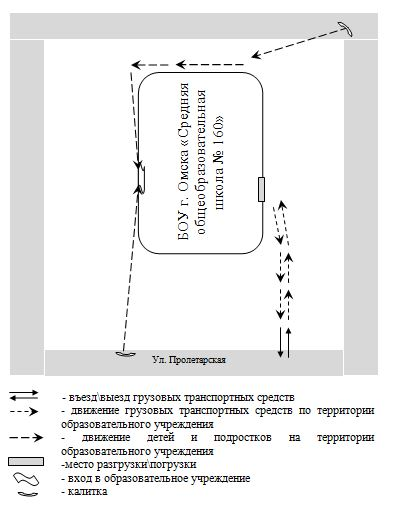 БОУ г. Омска «Средняя
общеобразовательная
школа № 160»
Ул. Пролетарская
- въезд\выезд грузовых транспортных средств
- движение грузовых транспортных средств по территории
образовательного учреждения
- движение детей и подростков на территории
образовательного учреждения
-место разгрузки\погрузки
- вход в образовательное учреждение
- калитка